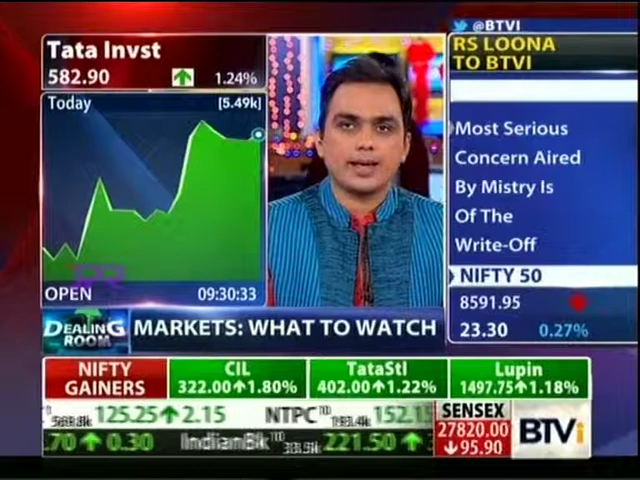 @BTVI
Tata Invst
582.90 1.24%
Today [5.49k]
OPEN 09:30:33
RS LOONA
TO BTVI
Most Serious
Concern Aired
By Mistry Is
Of The
Write-Off
NIFTY 50
8591.95
23.30 0.27%
DEALING
ROOM
MARKETS: WHAT TO WATCH
NIFTY
GAINERS
CIL
322.00↑1.80%
TataStl
402.00↑1.22%
Lupin
1497.75↑1.18%
125.25↑2.15 NTPC 152.15
.70↑0.30 IndianBk 221.50↑
SENSEX
27820.00
↓95.90
BTVi